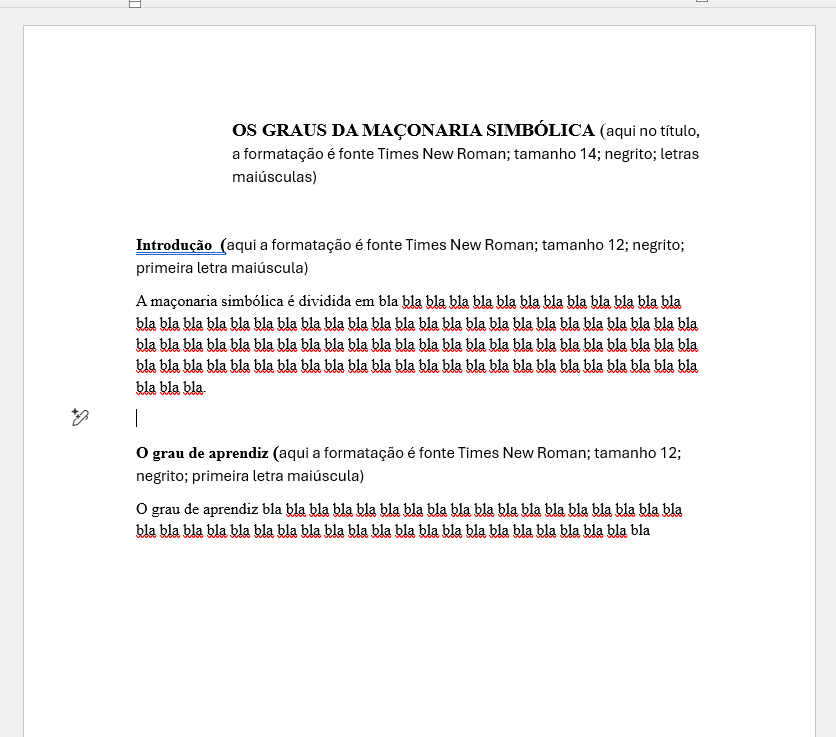 OS GRAUS DA MAÇONARIA SIMBÓLICA (aqui no título,
a formatação é fonte Times New Roman; tamanho 14; negrito; letras
maiúsculas)
Introdução  (aqui a formatação é fonte Times New Roman; tamanho 12; negrito;
primeira letra maiúscula)
A maçonaria simbólica é dividida em bla bla bla bla bla bla bla bla bla bla bla bla bla
bla bla bla bla bla bla bla bla bla bla bla bla bla bla bla bla bla bla bla bla bla bla bla bla
bla bla bla bla bla bla bla bla bla bla bla bla bla bla bla bla bla bla bla bla bla bla bla bla
bla bla bla bla bla bla bla bla bla bla bla bla bla bla bla bla bla bla bla bla bla bla bla bla
bla bla bla.
O grau de aprendiz (aqui a formatação é fonte Times New Roman; tamanho 12;
negrito; primeira letra maiúscula)
O grau de aprendiz bla bla bla bla bla bla bla bla bla bla bla bla bla bla bla bla bla bla
bla bla bla bla bla bla bla bla bla bla bla bla bla bla bla bla bla bla bla bla bla bla